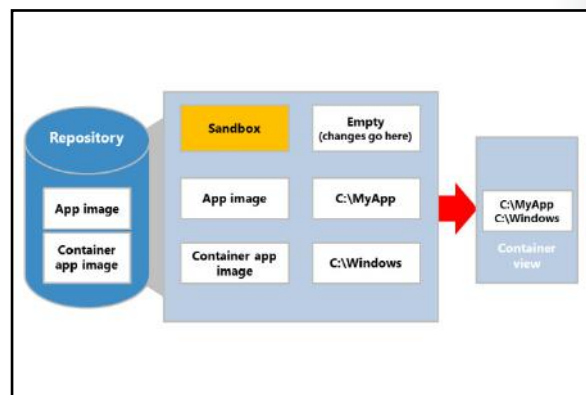 Repository
App image
Container
app image
Sandbox
Empty
(changes go here)
App image
C:\MyApp
Container app
image
C:\Windows
C:\MyApp
C:\Windows
Container
view